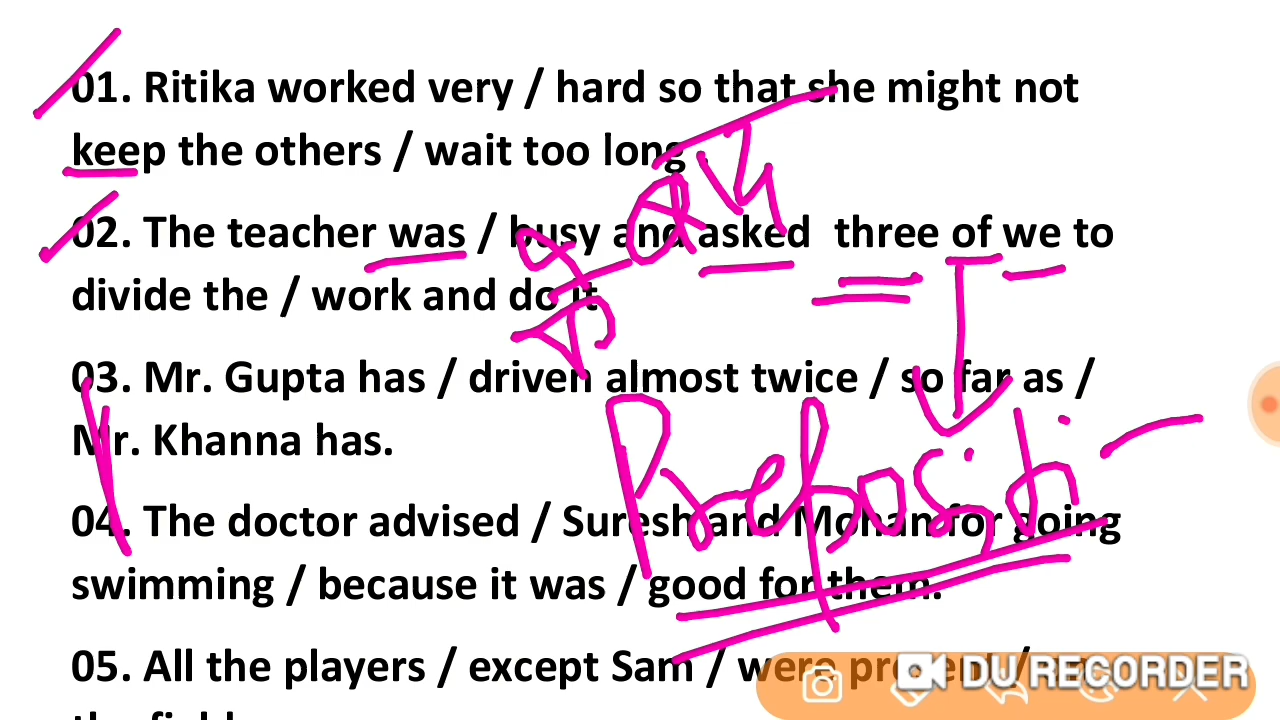 01. Ritika worked very / hard so that she might not
keep the others / wait too long .
02. The teacher was / busy and asked three of we to
divide the / work and do it
03. Mr. Gupta has / driven almost twice / so far as /
Mr. Khanna has.
04. The doctor advised / Suresh and Mohan for going
swimming / because it was / good for them.
05. All the players / except Sam / were present /
Prepositi
DU RECORDER